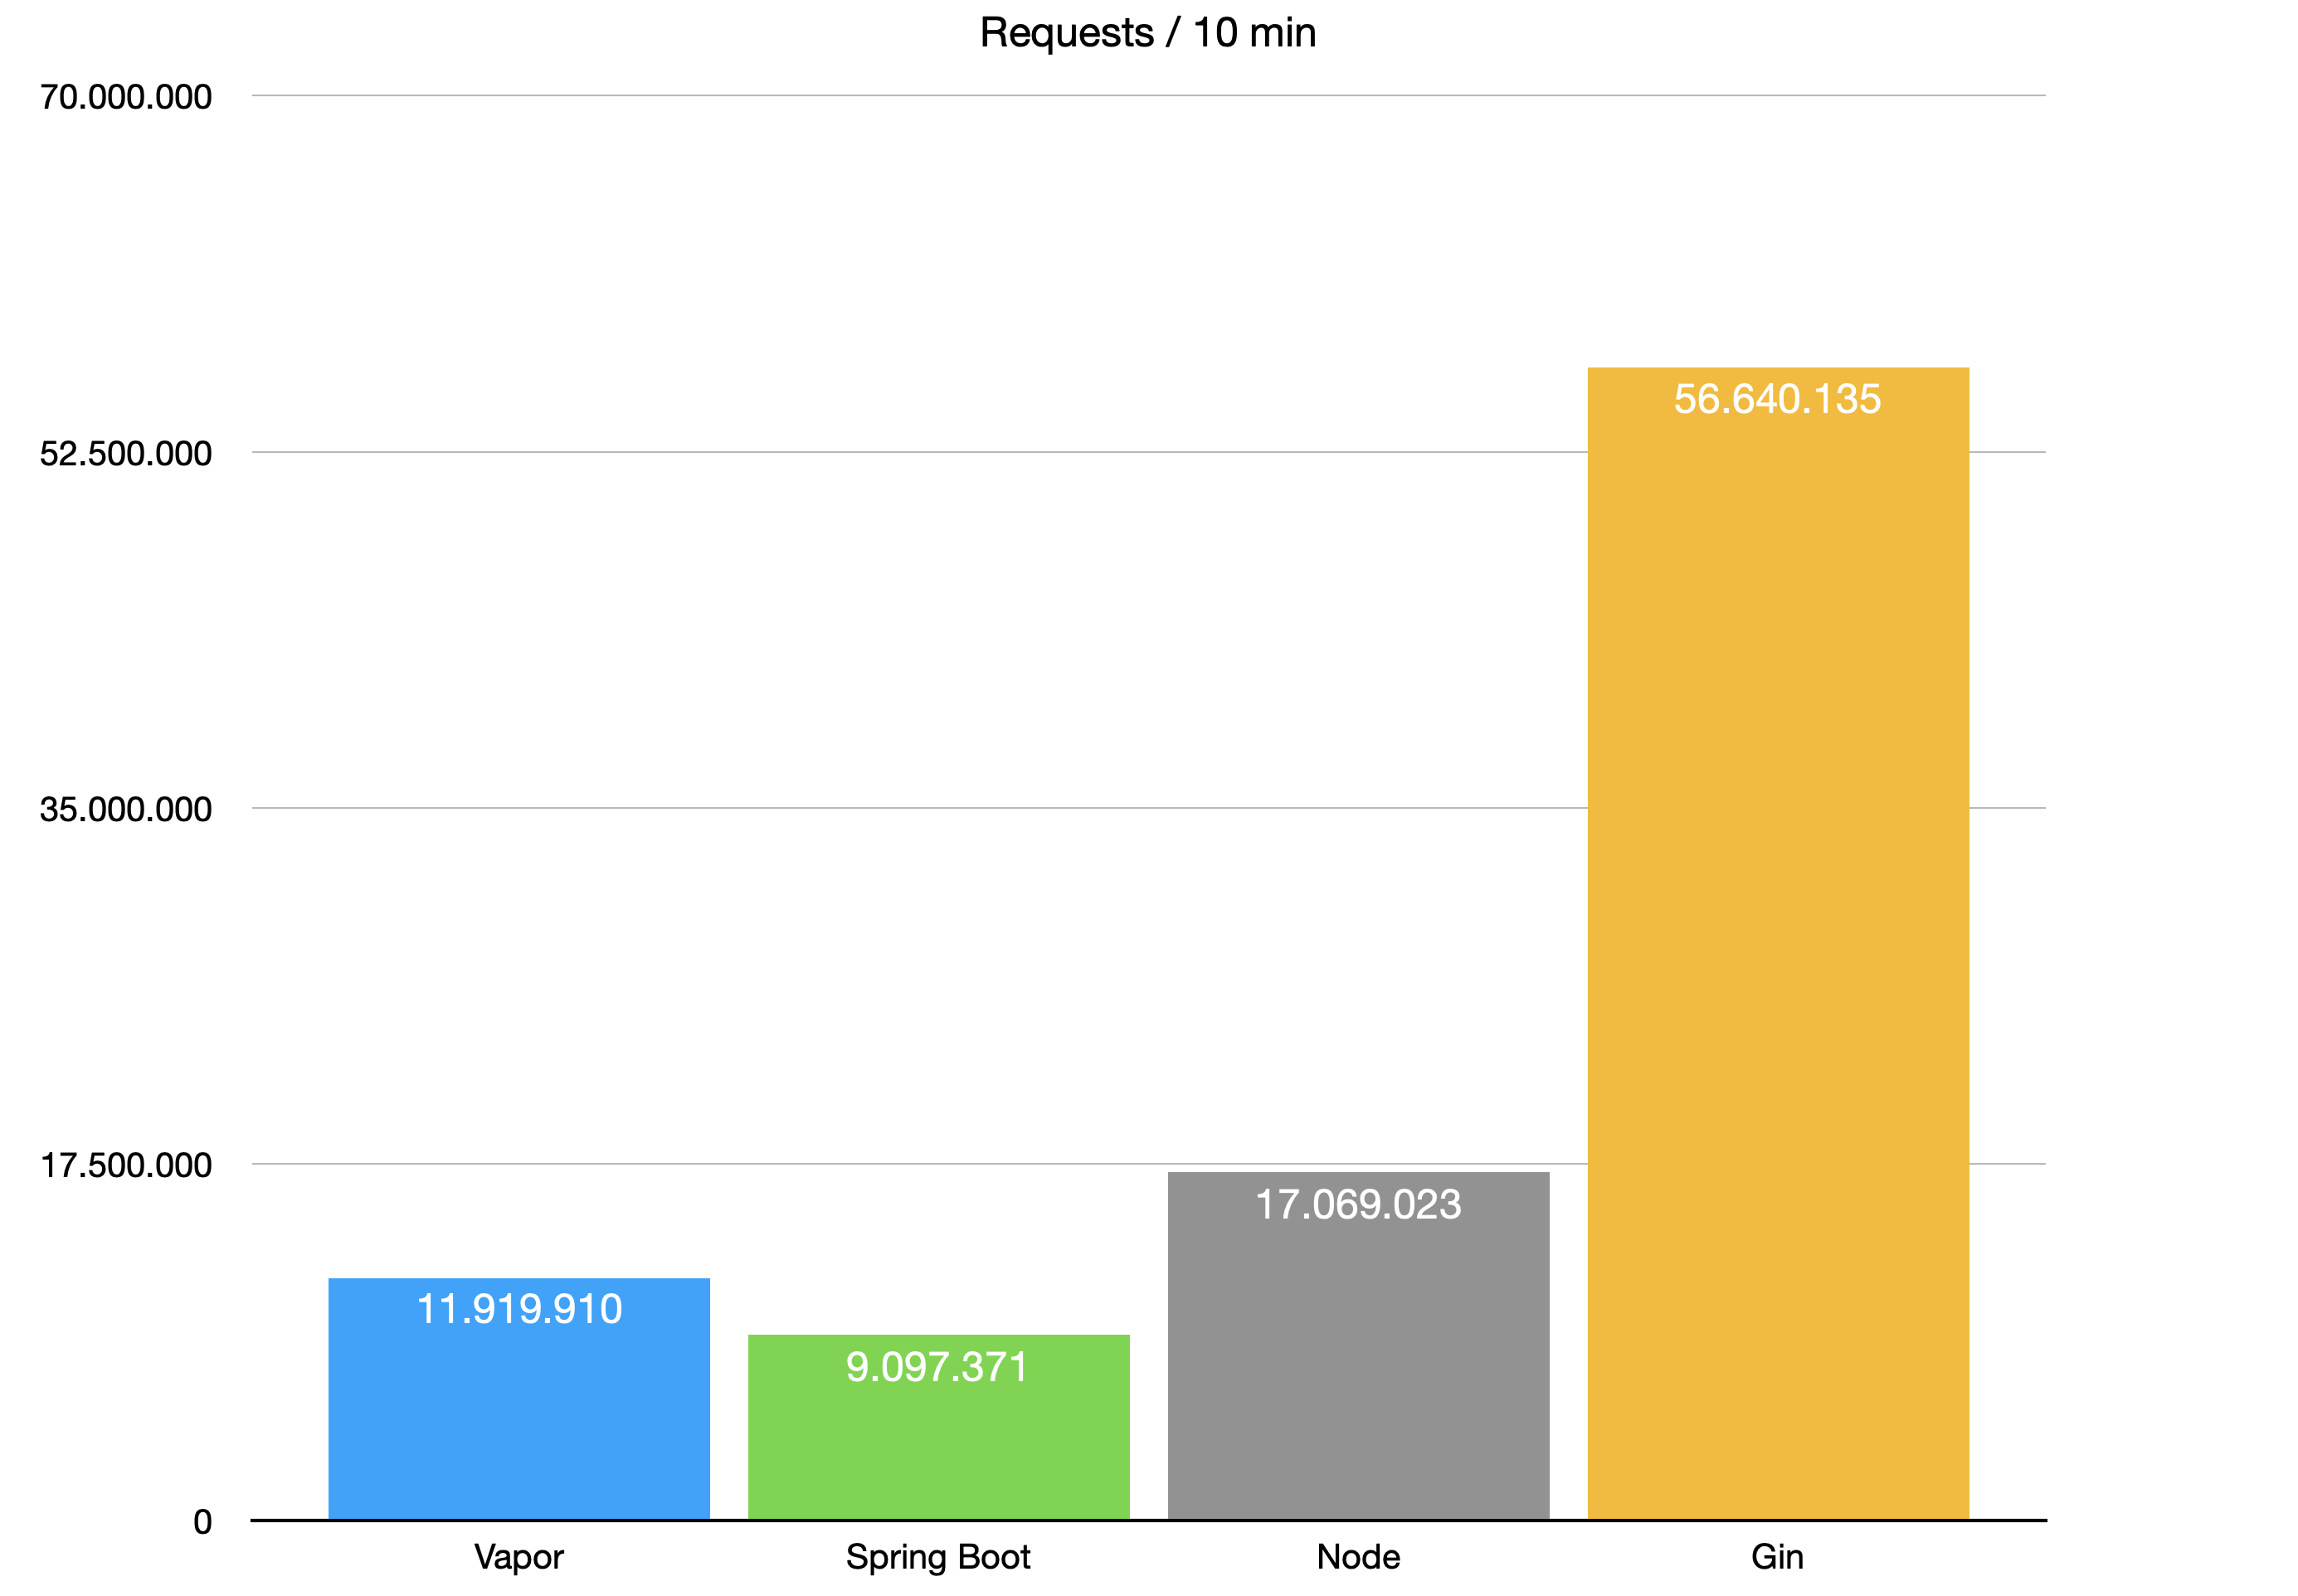 Requests / 10 min
70.000.000
52.500.000
35.000.000
17.500.000
0
56.640.135
17.069.023
11.919.910
9.097.371
Vapor
Spring Boot
Node
Gin